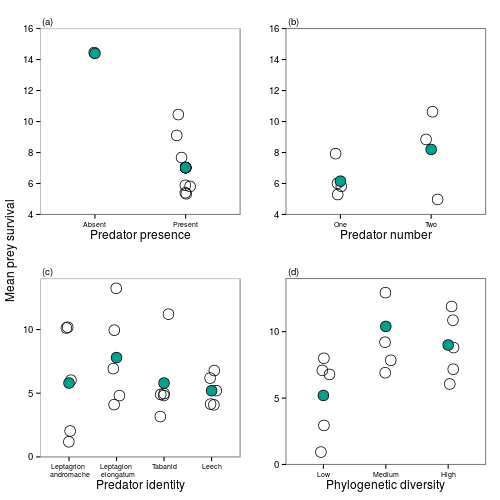 (a)
(b)
16
14
12
10
8
6
4
16
14
12
10
8
6
4
Absent
Present
One
Two
Predator presence
Predator number
Mean prey survival
(c)
(d)
10
5
0
10
5
0
Leptagrion
andromache
Leptagion
elongatum
Tabanid
Leech
Low
Medium
High
Predator identity
Phylogenetic diversity